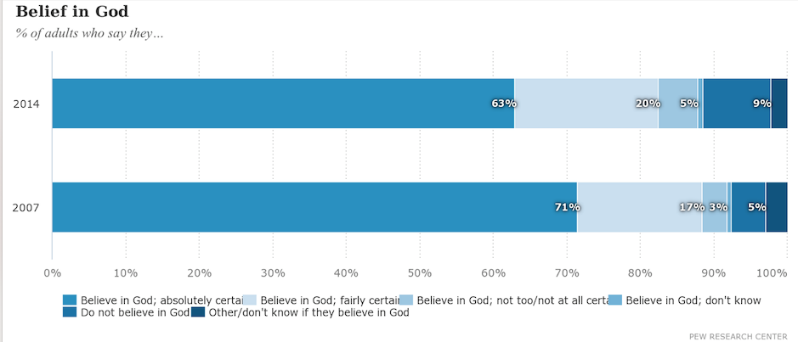 Belief in God
% of adults who say they…
2014 63% 20% 5% 9%
2007 71% 17% 3% 5%
0% 10% 20% 30% 40% 50% 60% 70% 80% 90% 100%
Believe in God; absolutely certai Believe in God; fairly certain Believe in God; not too/not at all certa Believe in God; don't know
Do not believe in God Other/don't know if they believe in God
PEW RESEARCH CENTER